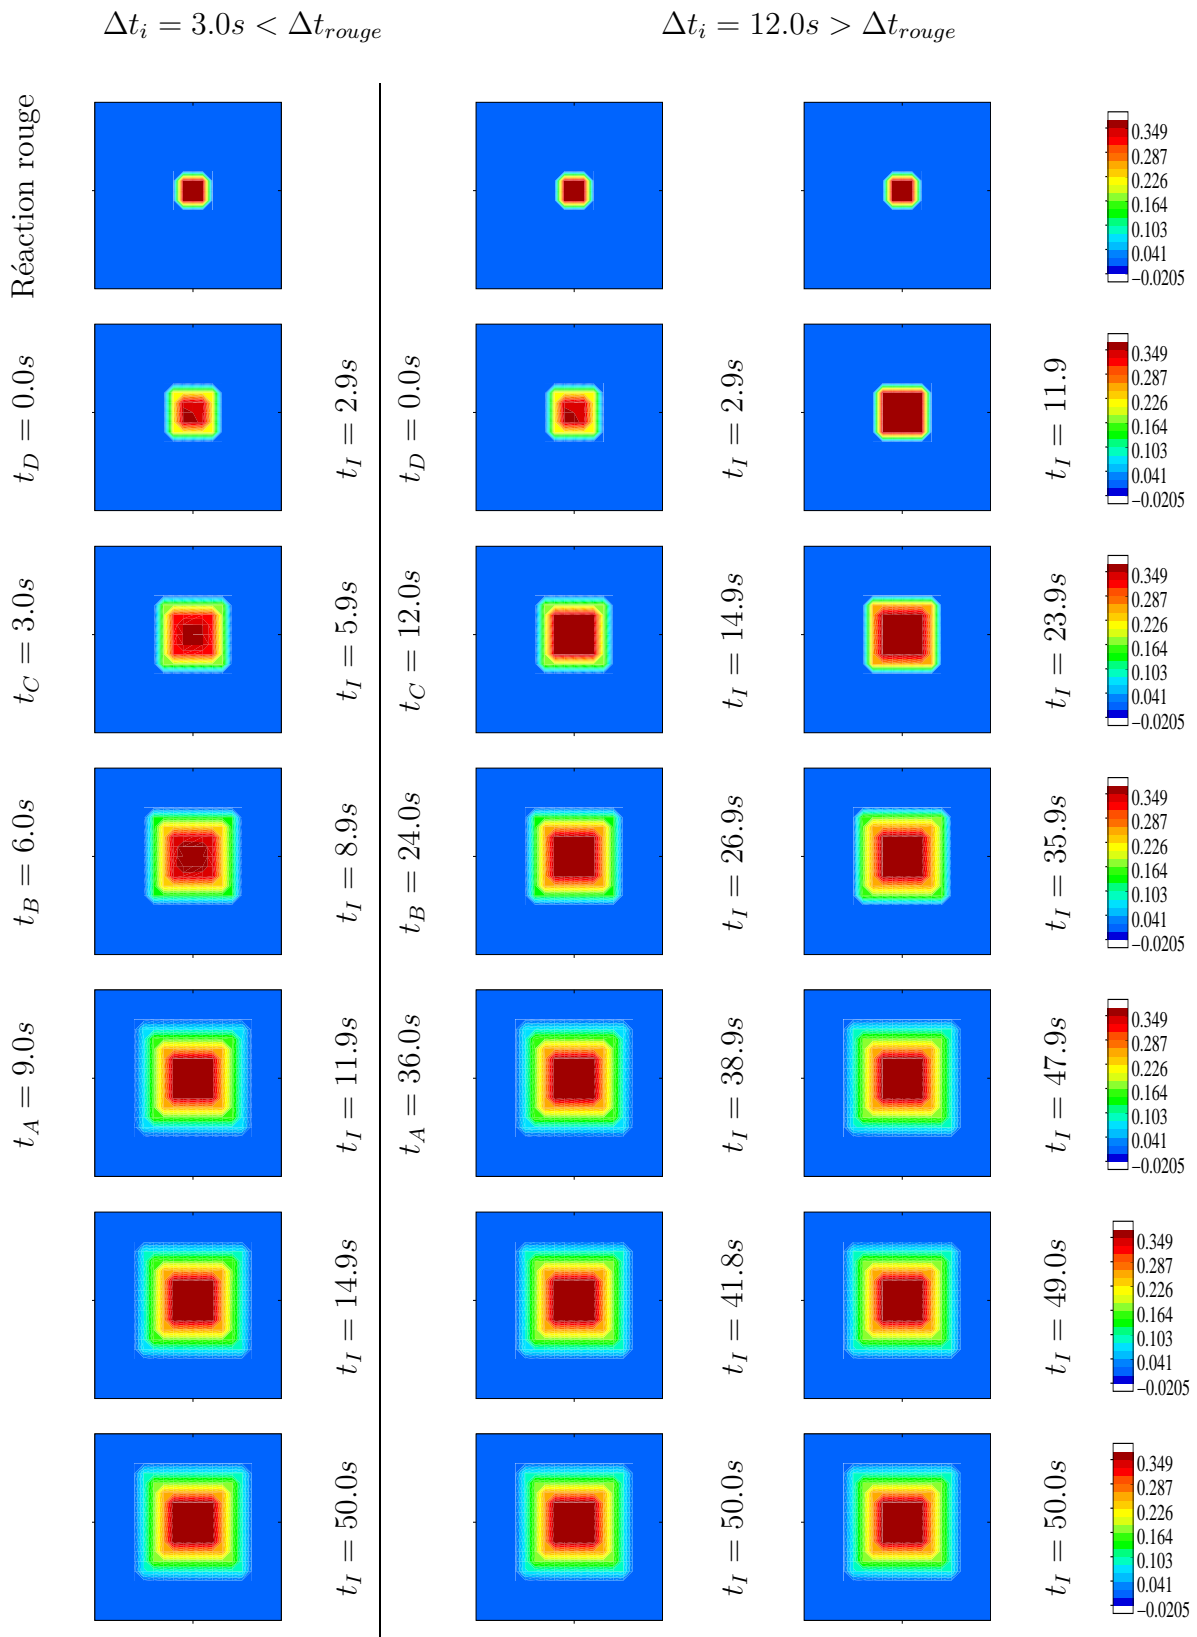 Δt_i = 3.0s < Δt_rouge
Δt_i = 12.0s > Δt_rouge
Réaction rouge
0.349
0.287
0.226
0.164
0.103
0.041
−0.0205
t_D = 0.0s
t_I = 2.9s
t_D = 0.0s
t_I = 2.9s
t_I = 11.9
0.349
0.287
0.226
0.164
0.103
0.041
−0.0205
t_C = 3.0s
t_I = 5.9s
t_C = 12.0s
t_I = 14.9s
t_I = 23.9s
0.349
0.287
0.226
0.164
0.103
0.041
−0.0205
t_B = 6.0s
t_I = 8.9s
t_B = 24.0s
t_I = 26.9s
t_I = 35.9s
0.349
0.287
0.226
0.164
0.103
0.041
−0.0205
t_A = 9.0s
t_I = 11.9s
t_A = 36.0s
t_I = 38.9s
t_I = 47.9s
0.349
0.287
0.226
0.164
0.103
0.041
−0.0205
t_I = 14.9s
t_I = 41.8s
t_I = 49.0s
0.349
0.287
0.226
0.164
0.103
0.041
−0.0205
t_I = 50.0s
t_I = 50.0s
t_I = 50.0s
0.349
0.287
0.226
0.164
0.103
0.041
−0.0205